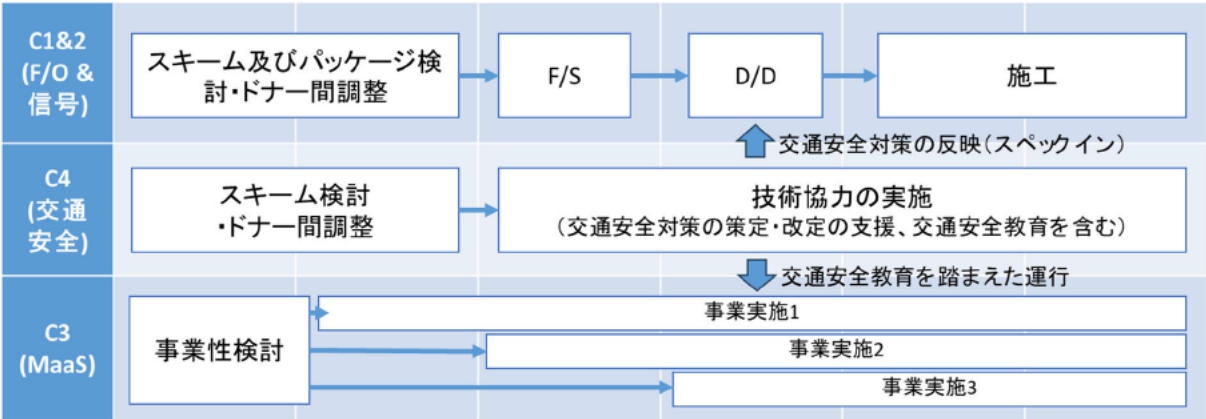 C1&2
(F/O &
信号)
スキーム及びパッケージ検
討・ドナー間調整
F/S
D/D
施工
交通安全対策の反映（スペックイン）
C4
(交通
安全)
スキーム検討
・ドナー間調整
技術協力の実施
（交通安全対策の策定・改定の支援、交通安全教育を含む）
交通安全教育を踏まえた運行
C3
(MaaS)
事業性検討
事業実施1
事業実施2
事業実施3